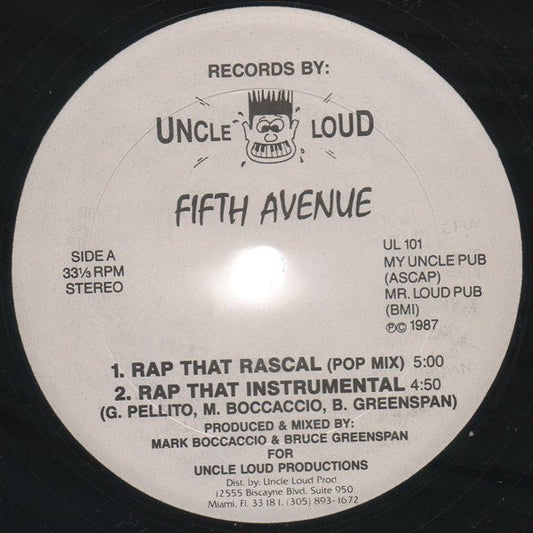 RECORDS BY:
UNCLE LOUD
FIFTH AVENUE
SIDE A
33⅓ RPM
STEREO
UL 101
MY UNCLE PUB
(ASCAP)
MR. LOUD PUB
(BMI)
℗© 1987
1. RAP THAT RASCAL (POP MIX) 5:00
2. RAP THAT INSTRUMENTAL 4:50
(G. PELLITO, M. BOCCACCIO, B. GREENSPAN)
PRODUCED & MIXED BY:
MARK BOCCACCIO & BRUCE GREENSPAN
FOR
UNCLE LOUD PRODUCTIONS
Dist. by: Uncle Loud Prod.
12555 Biscayne Blvd. Suite 950
Miami. Fl. 33181. (305) 893-1672